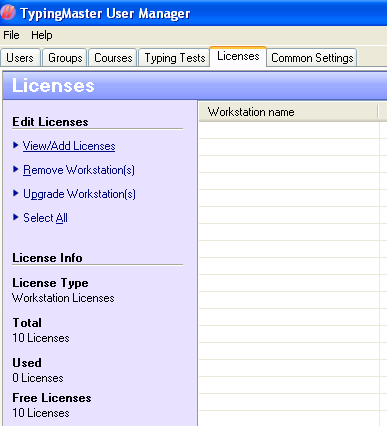 TypingMaster User Manager
File Help
Users Groups Courses Typing Tests Licenses Common Settings
Licenses
Edit Licenses
View/Add Licenses
Remove Workstation(s)
Upgrade Workstation(s)
Select All
License Info
License Type
Workstation Licenses
Total
10 Licenses
Used
0 Licenses
Free Licenses
10 Licenses
Workstation name